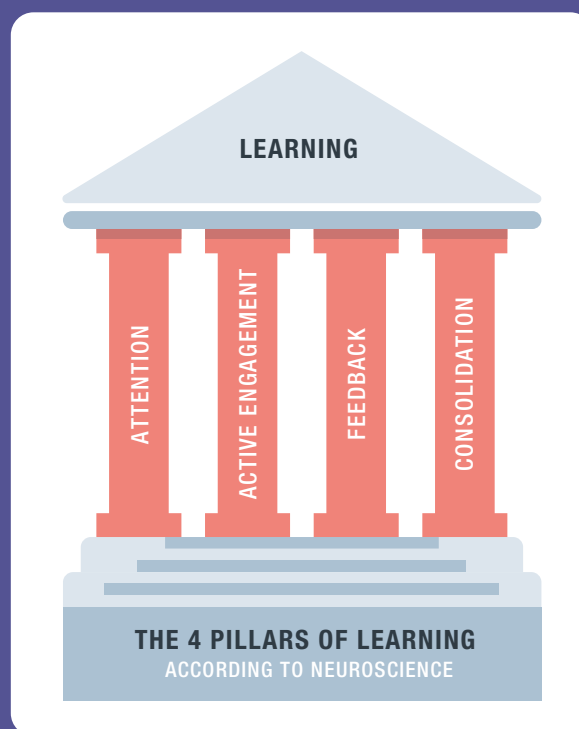 LEARNING
ATTENTION
ACTIVE ENGAGEMENT
FEEDBACK
CONSOLIDATION
THE 4 PILLARS OF LEARNING
ACCORDING TO NEUROSCIENCE